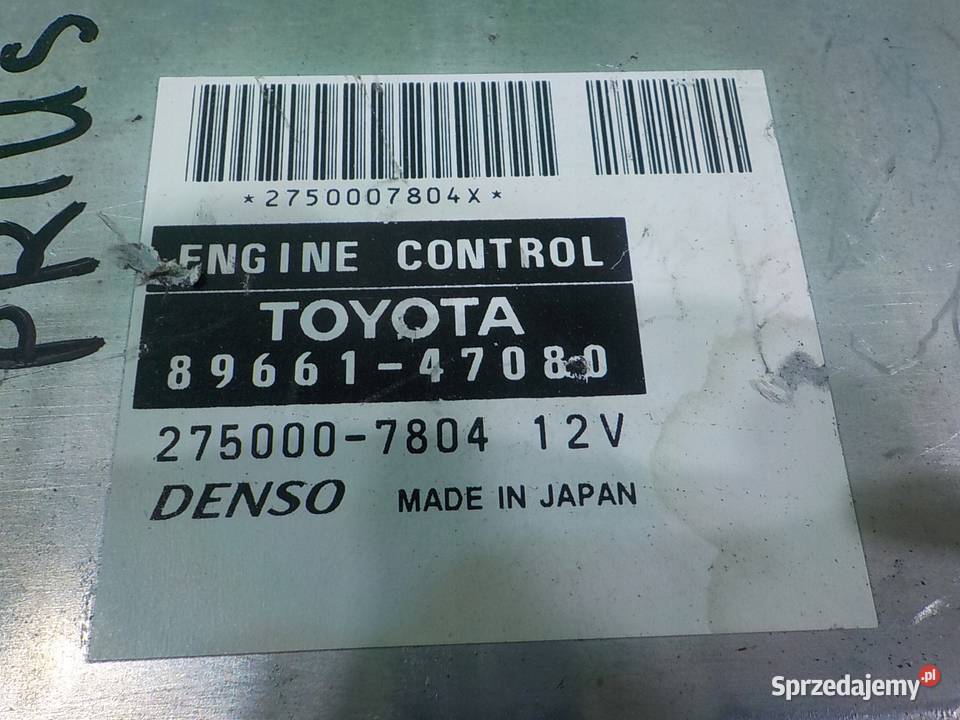 PRIUS
*2750007804X*
ENGINE CONTROL
TOYOTA
89661-47080
275000-7804 12V
DENSO MADE IN JAPAN
Sprzedajemy.pl